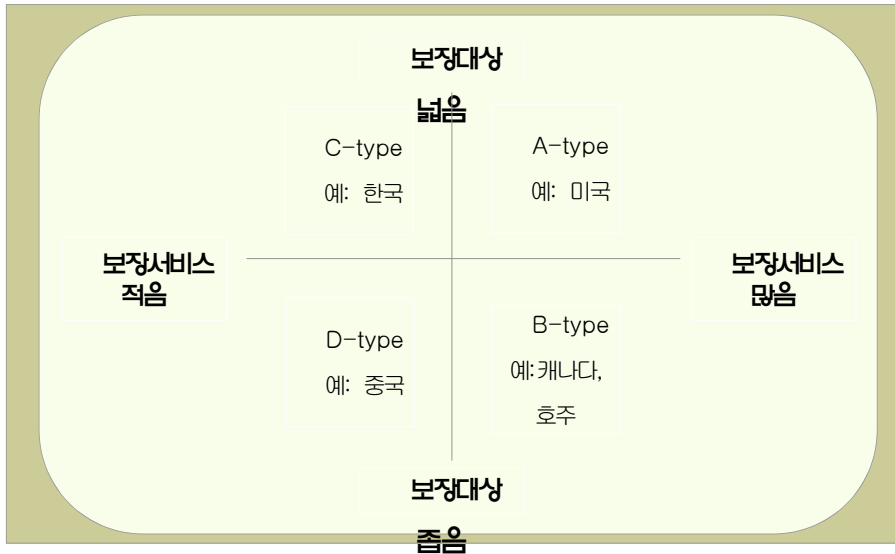 보장대상
넓음
C-type
예: 한국
A-type
예: 미국
보장서비스
적음
보장서비스
많음
D-type
예: 중국
B-type
예:캐나다,
호주
보장대상
좁음